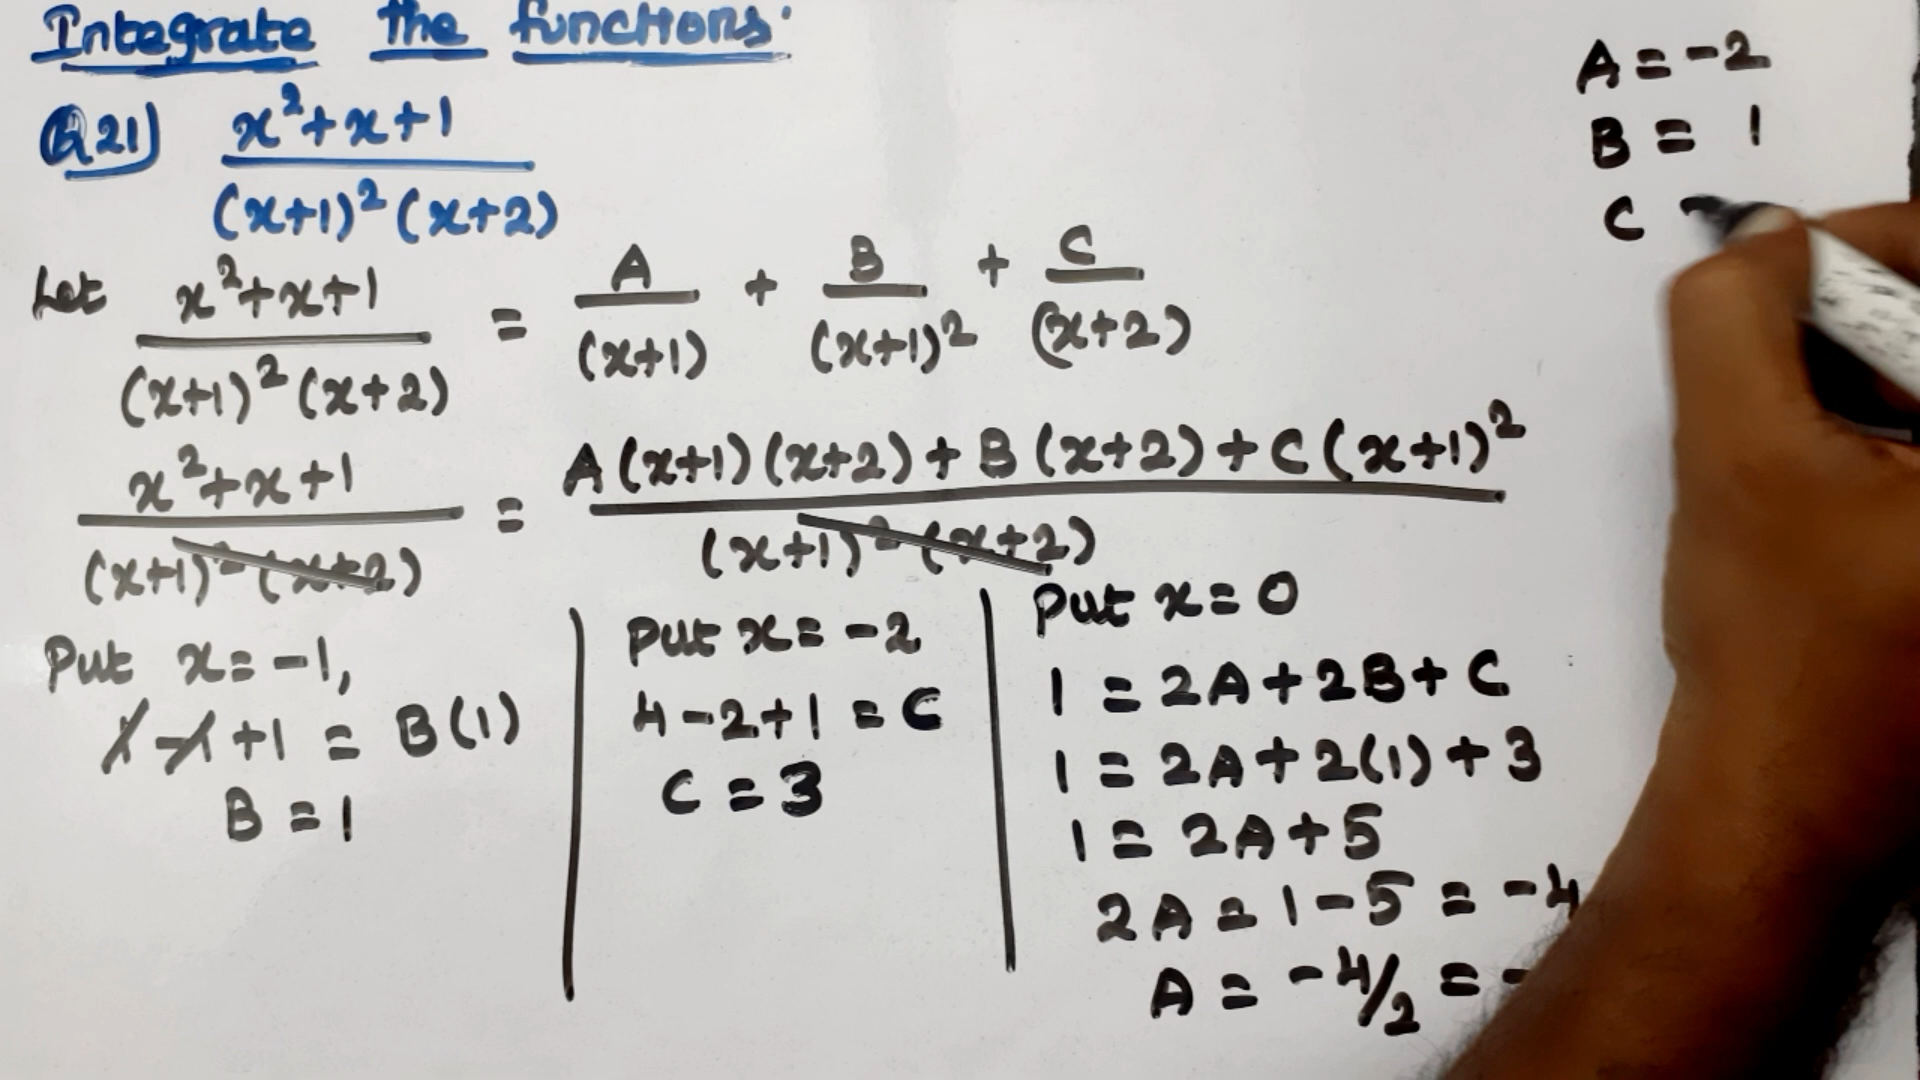 Integrate the functions.
Q21) x²+x+1 / (x+1)²(x+2)
Let x²+x+1 / (x+1)²(x+2) = A/(x+1) + B/(x+1)² + C/(x+2)
x²+x+1 / (x+1)²(x+2) = A(x+1)(x+2)+B(x+2)+C(x+1)² / (x+1)²(x+2)
Put x=-1,
1-1+1 = B(1)
B=1
Put x=-2
4-2+1=C
C=3
Put x=0
1=2A+2B+C
1=2A+2(1)+3
1=2A+5
2A=1-5=-4
A=-4/2=-
A=-2
B=1
C